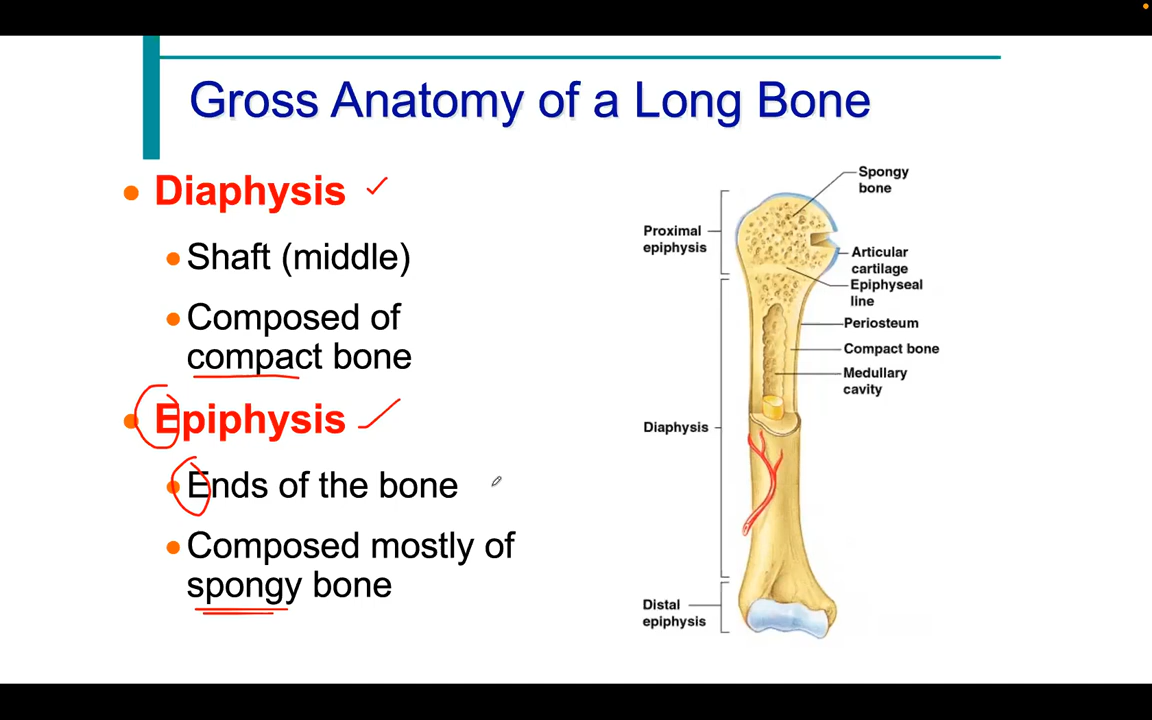 Gross Anatomy of a Long Bone
• Diaphysis
• Shaft (middle)
• Composed of
compact bone
• Epiphysis
• Ends of the bone
• Composed mostly of
spongy bone
Spongy
bone
Proximal
epiphysis
Articular
cartilage
Epiphyseal
line
Periosteum
Compact bone
Medullary
cavity
Diaphysis
Distal
epiphysis